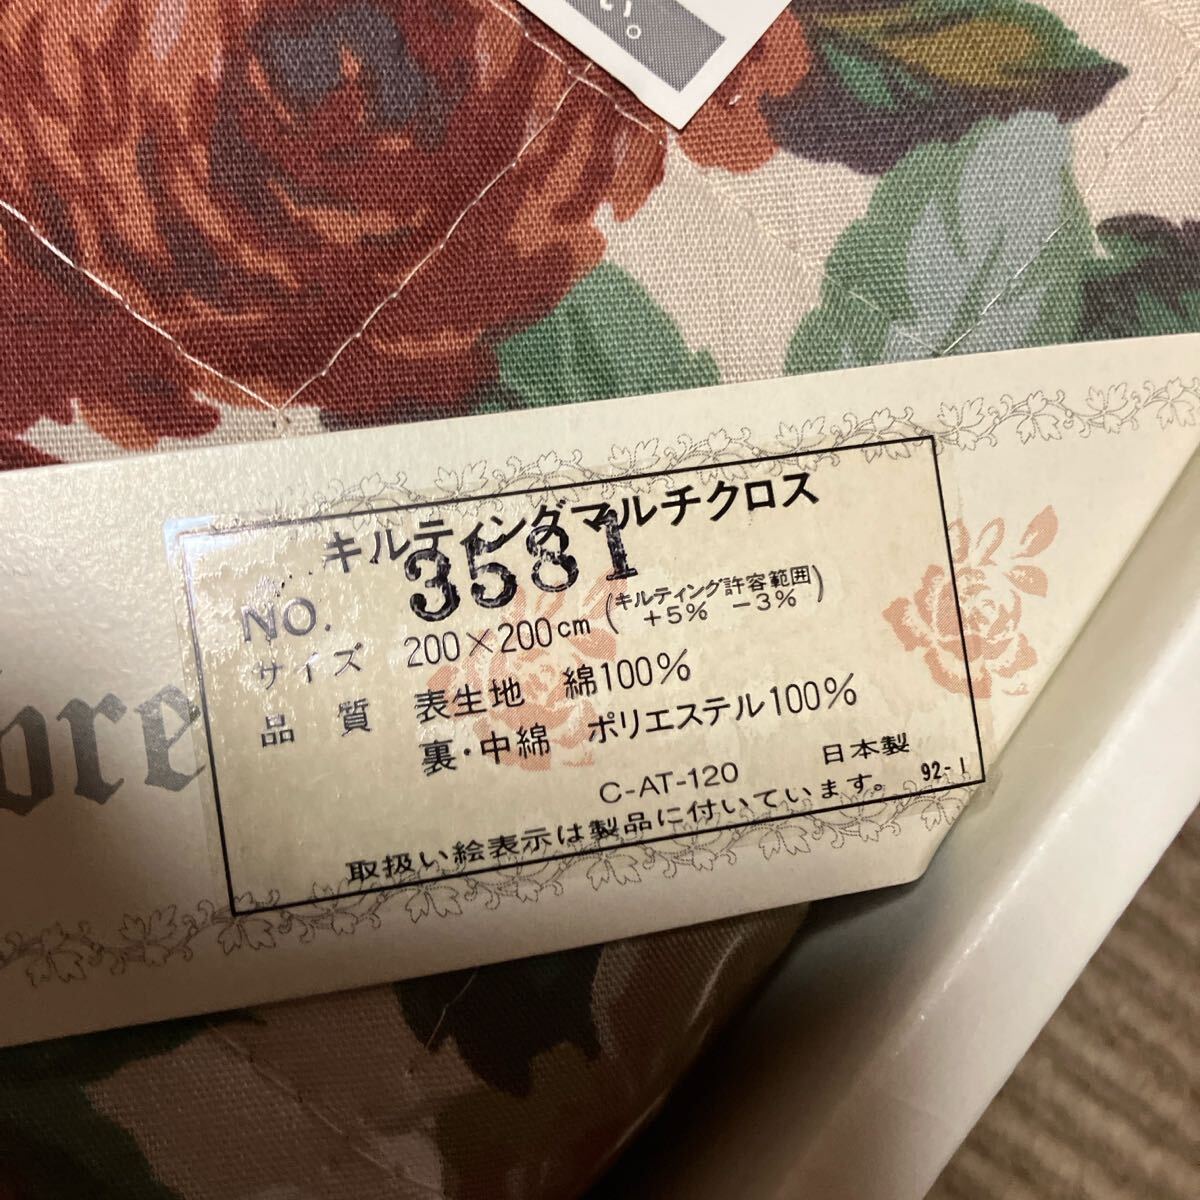 い。
キルティングマルチクロス
NO. 3581
サイズ 200×200cm (キルティング許容範囲 +5% -3%)
品質 表生地 綿100%
裏・中綿 ポリエステル100%
C-AT-120 日本製
取扱い絵表示は製品に付いています。 92-1
ore